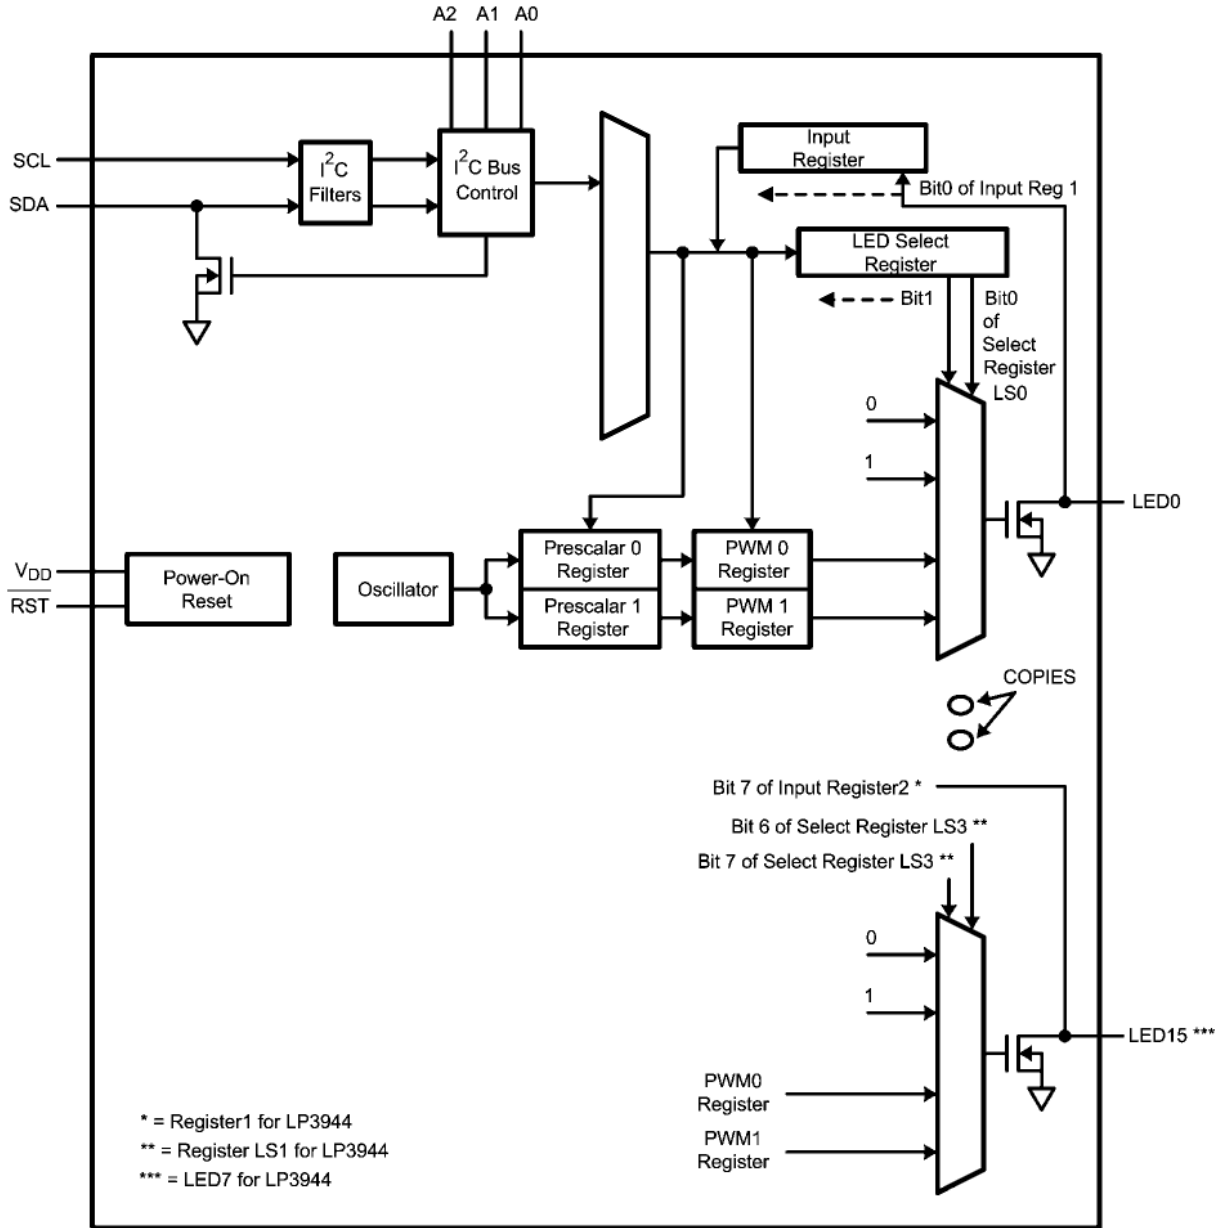 A2 A1 A0
SCL
SDA
I2C
Filters
I2C Bus
Control
Input
Register
Bit0 of Input Reg 1
LED Select
Register
Bit1
Bit0
of
Select
Register
LS0
0
1
LED0
VDD
RST
Power-On
Reset
Oscillator
Prescalar 0
Register
Prescalar 1
Register
PWM 0
Register
PWM 1
Register
COPIES
Bit 7 of Input Register2 *
Bit 6 of Select Register LS3 **
Bit 7 of Select Register LS3 **
0
1
LED15 ***
PWM0
Register
PWM1
Register
* = Register1 for LP3944
** = Register LS1 for LP3944
*** = LED7 for LP3944